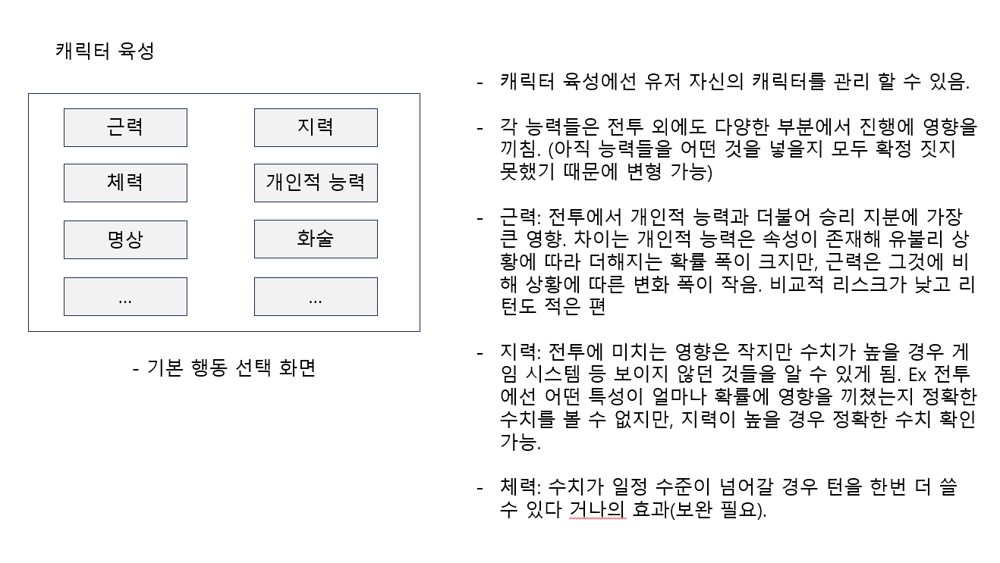 캐릭터 육성
근력
지력
체력
개인적 능력
명상
화술
...
...
- 기본 행동 선택 화면
- 캐릭터 육성에선 유저 자신의 캐릭터를 관리 할 수 있음.
- 각 능력들은 전투 외에도 다양한 부분에서 진행에 영향을
끼침. (아직 능력들을 어떤 것을 넣을지 모두 확정 짓지
못했기 때문에 변형 가능)
- 근력: 전투에서 개인적 능력과 더불어 승리 지분에 가장
큰 영향. 차이는 개인적 능력은 속성이 존재해 유불리 상
황에 따라 더해지는 확률 폭이 크지만, 근력은 그것에 비
해 상황에 따른 변화 폭이 작음. 비교적 리스크가 낮고 리
턴도 적은 편
- 지력: 전투에 미치는 영향은 작지만 수치가 높을 경우 게
임 시스템 등 보이지 않던 것들을 알 수 있게 됨. Ex 전투
에선 어떤 특성이 얼마나 확률에 영향을 끼쳤는지 정확한
수치를 볼 수 없지만, 지력이 높을 경우 정확한 수치 확인
가능.
- 체력: 수치가 일정 수준이 넘어갈 경우 턴을 한번 더 쓸
수 있다 거나의 효과(보완 필요).